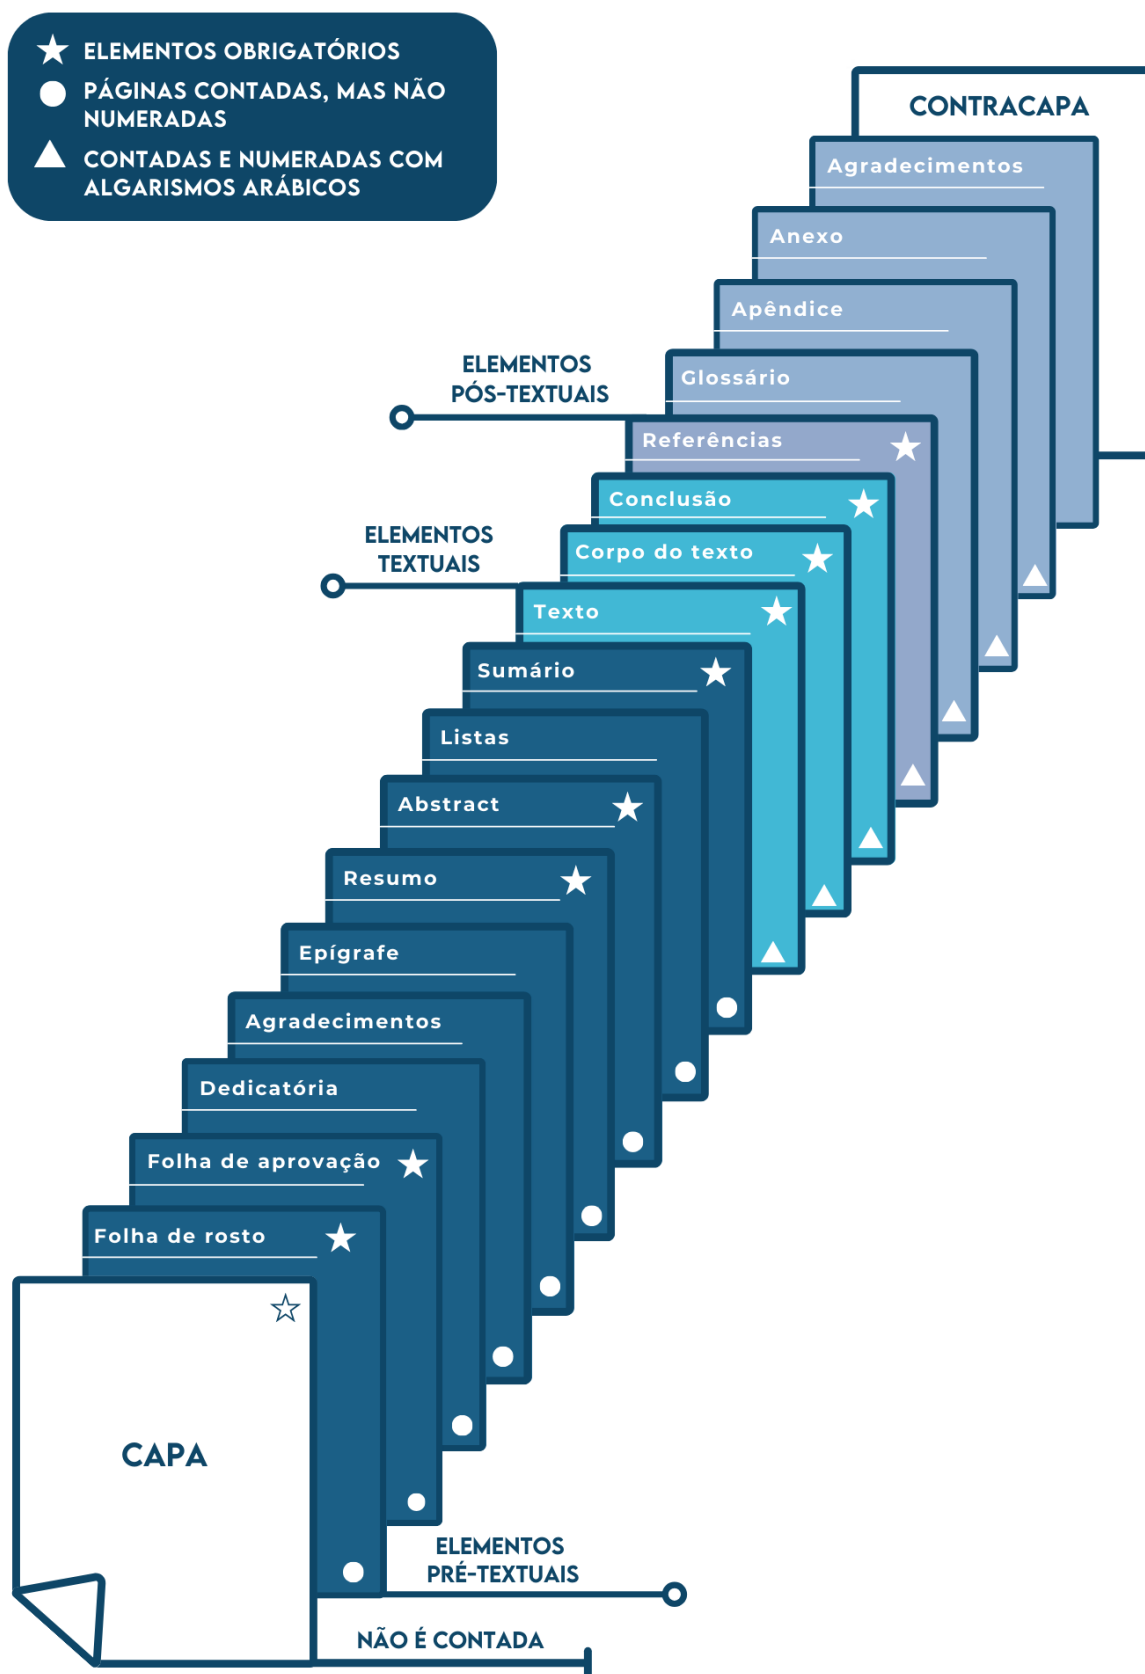 ELEMENTOS OBRIGATÓRIOS
PÁGINAS CONTADAS, MAS NÃO
NUMERADAS
CONTADAS E NUMERADAS COM
ALGARISMOS ARÁBICOS
CONTRACAPA
Agradecimentos
Anexo
Apêndice
ELEMENTOS
PÓS-TEXTUAIS
Glossário
Referências
Conclusão
ELEMENTOS
TEXTUAIS
Corpo do texto
Texto
Sumário
Listas
Abstract
Resumo
Epígrafe
Agradecimentos
Dedicatória
Folha de aprovação
Folha de rosto
CAPA
ELEMENTOS
PRÉ-TEXTUAIS
NÃO É CONTADA